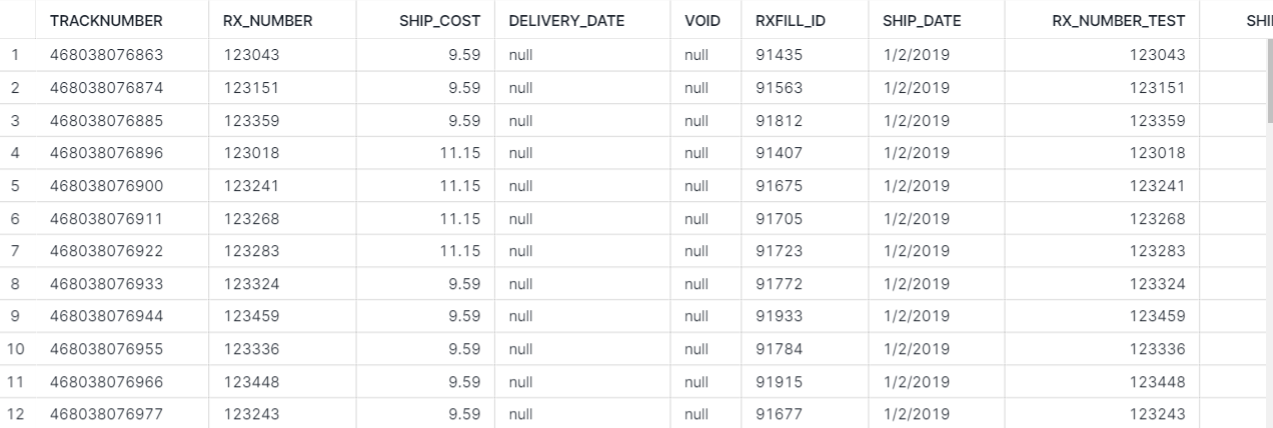 TRACKNUMBER RX_NUMBER SHIP_COST DELIVERY_DATE VOID RXFILL_ID SHIP_DATE RX_NUMBER_TEST SHI
1 468038076863 123043 9.59 null null 91435 1/2/2019 123043
2 468038076874 123151 9.59 null null 91563 1/2/2019 123151
3 468038076885 123359 9.59 null null 91812 1/2/2019 123359
4 468038076896 123018 11.15 null null 91407 1/2/2019 123018
5 468038076900 123241 11.15 null null 91675 1/2/2019 123241
6 468038076911 123268 11.15 null null 91705 1/2/2019 123268
7 468038076922 123283 11.15 null null 91723 1/2/2019 123283
8 468038076933 123324 9.59 null null 91772 1/2/2019 123324
9 468038076944 123459 9.59 null null 91933 1/2/2019 123459
10 468038076955 123336 9.59 null null 91784 1/2/2019 123336
11 468038076966 123448 9.59 null null 91915 1/2/2019 123448
12 468038076977 123243 9.59 null null 91677 1/2/2019 123243